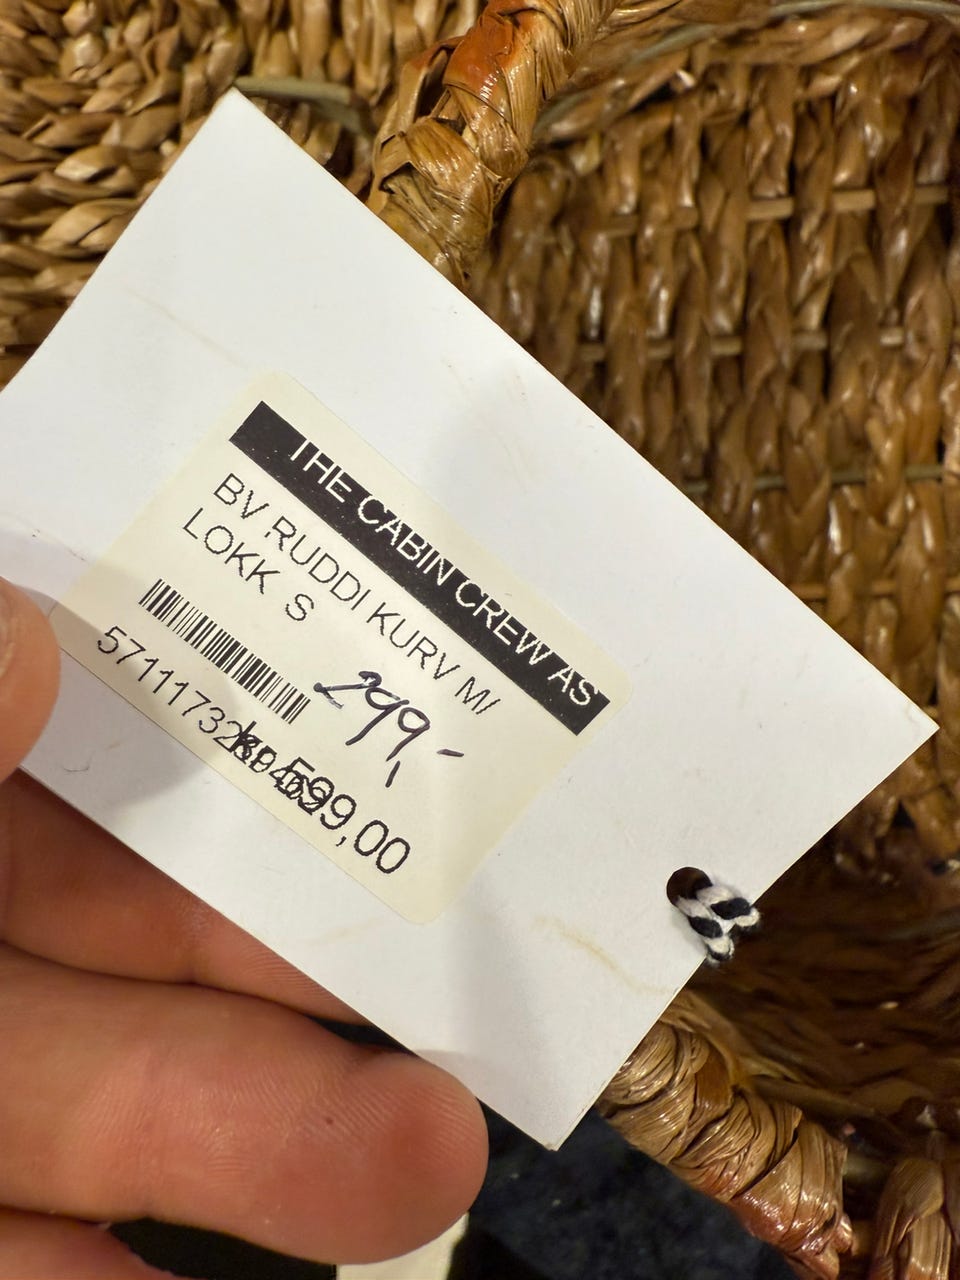 THE CABIN CREW AS
BV RUDDI KURV M/
LOKK S
299,-
kr 599,00